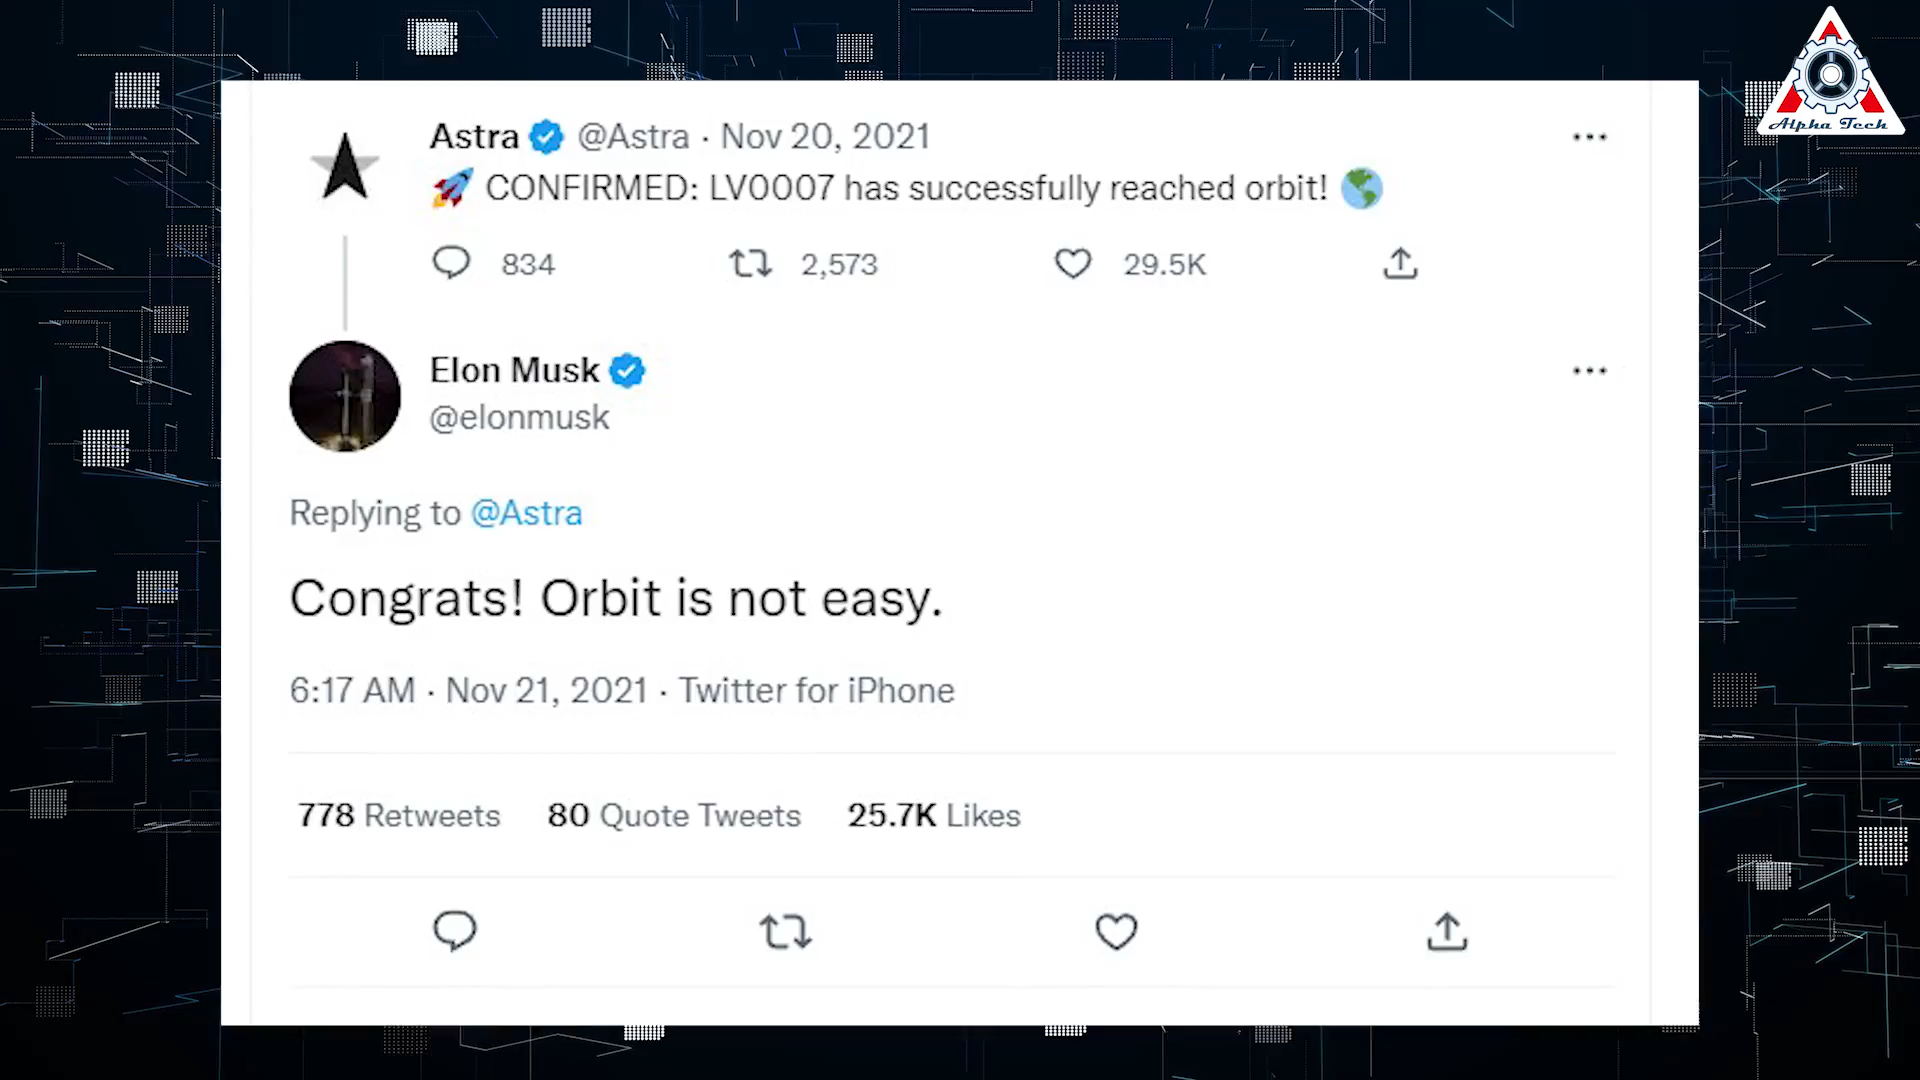 Alpha Tech
Astra @Astra · Nov 20, 2021
🚀 CONFIRMED: LV0007 has successfully reached orbit! 🌎
834 2,573 29.5K
Elon Musk
@elonmusk
Replying to @Astra
Congrats! Orbit is not easy.
6:17 AM · Nov 21, 2021 · Twitter for iPhone
778 Retweets 80 Quote Tweets 25.7K Likes